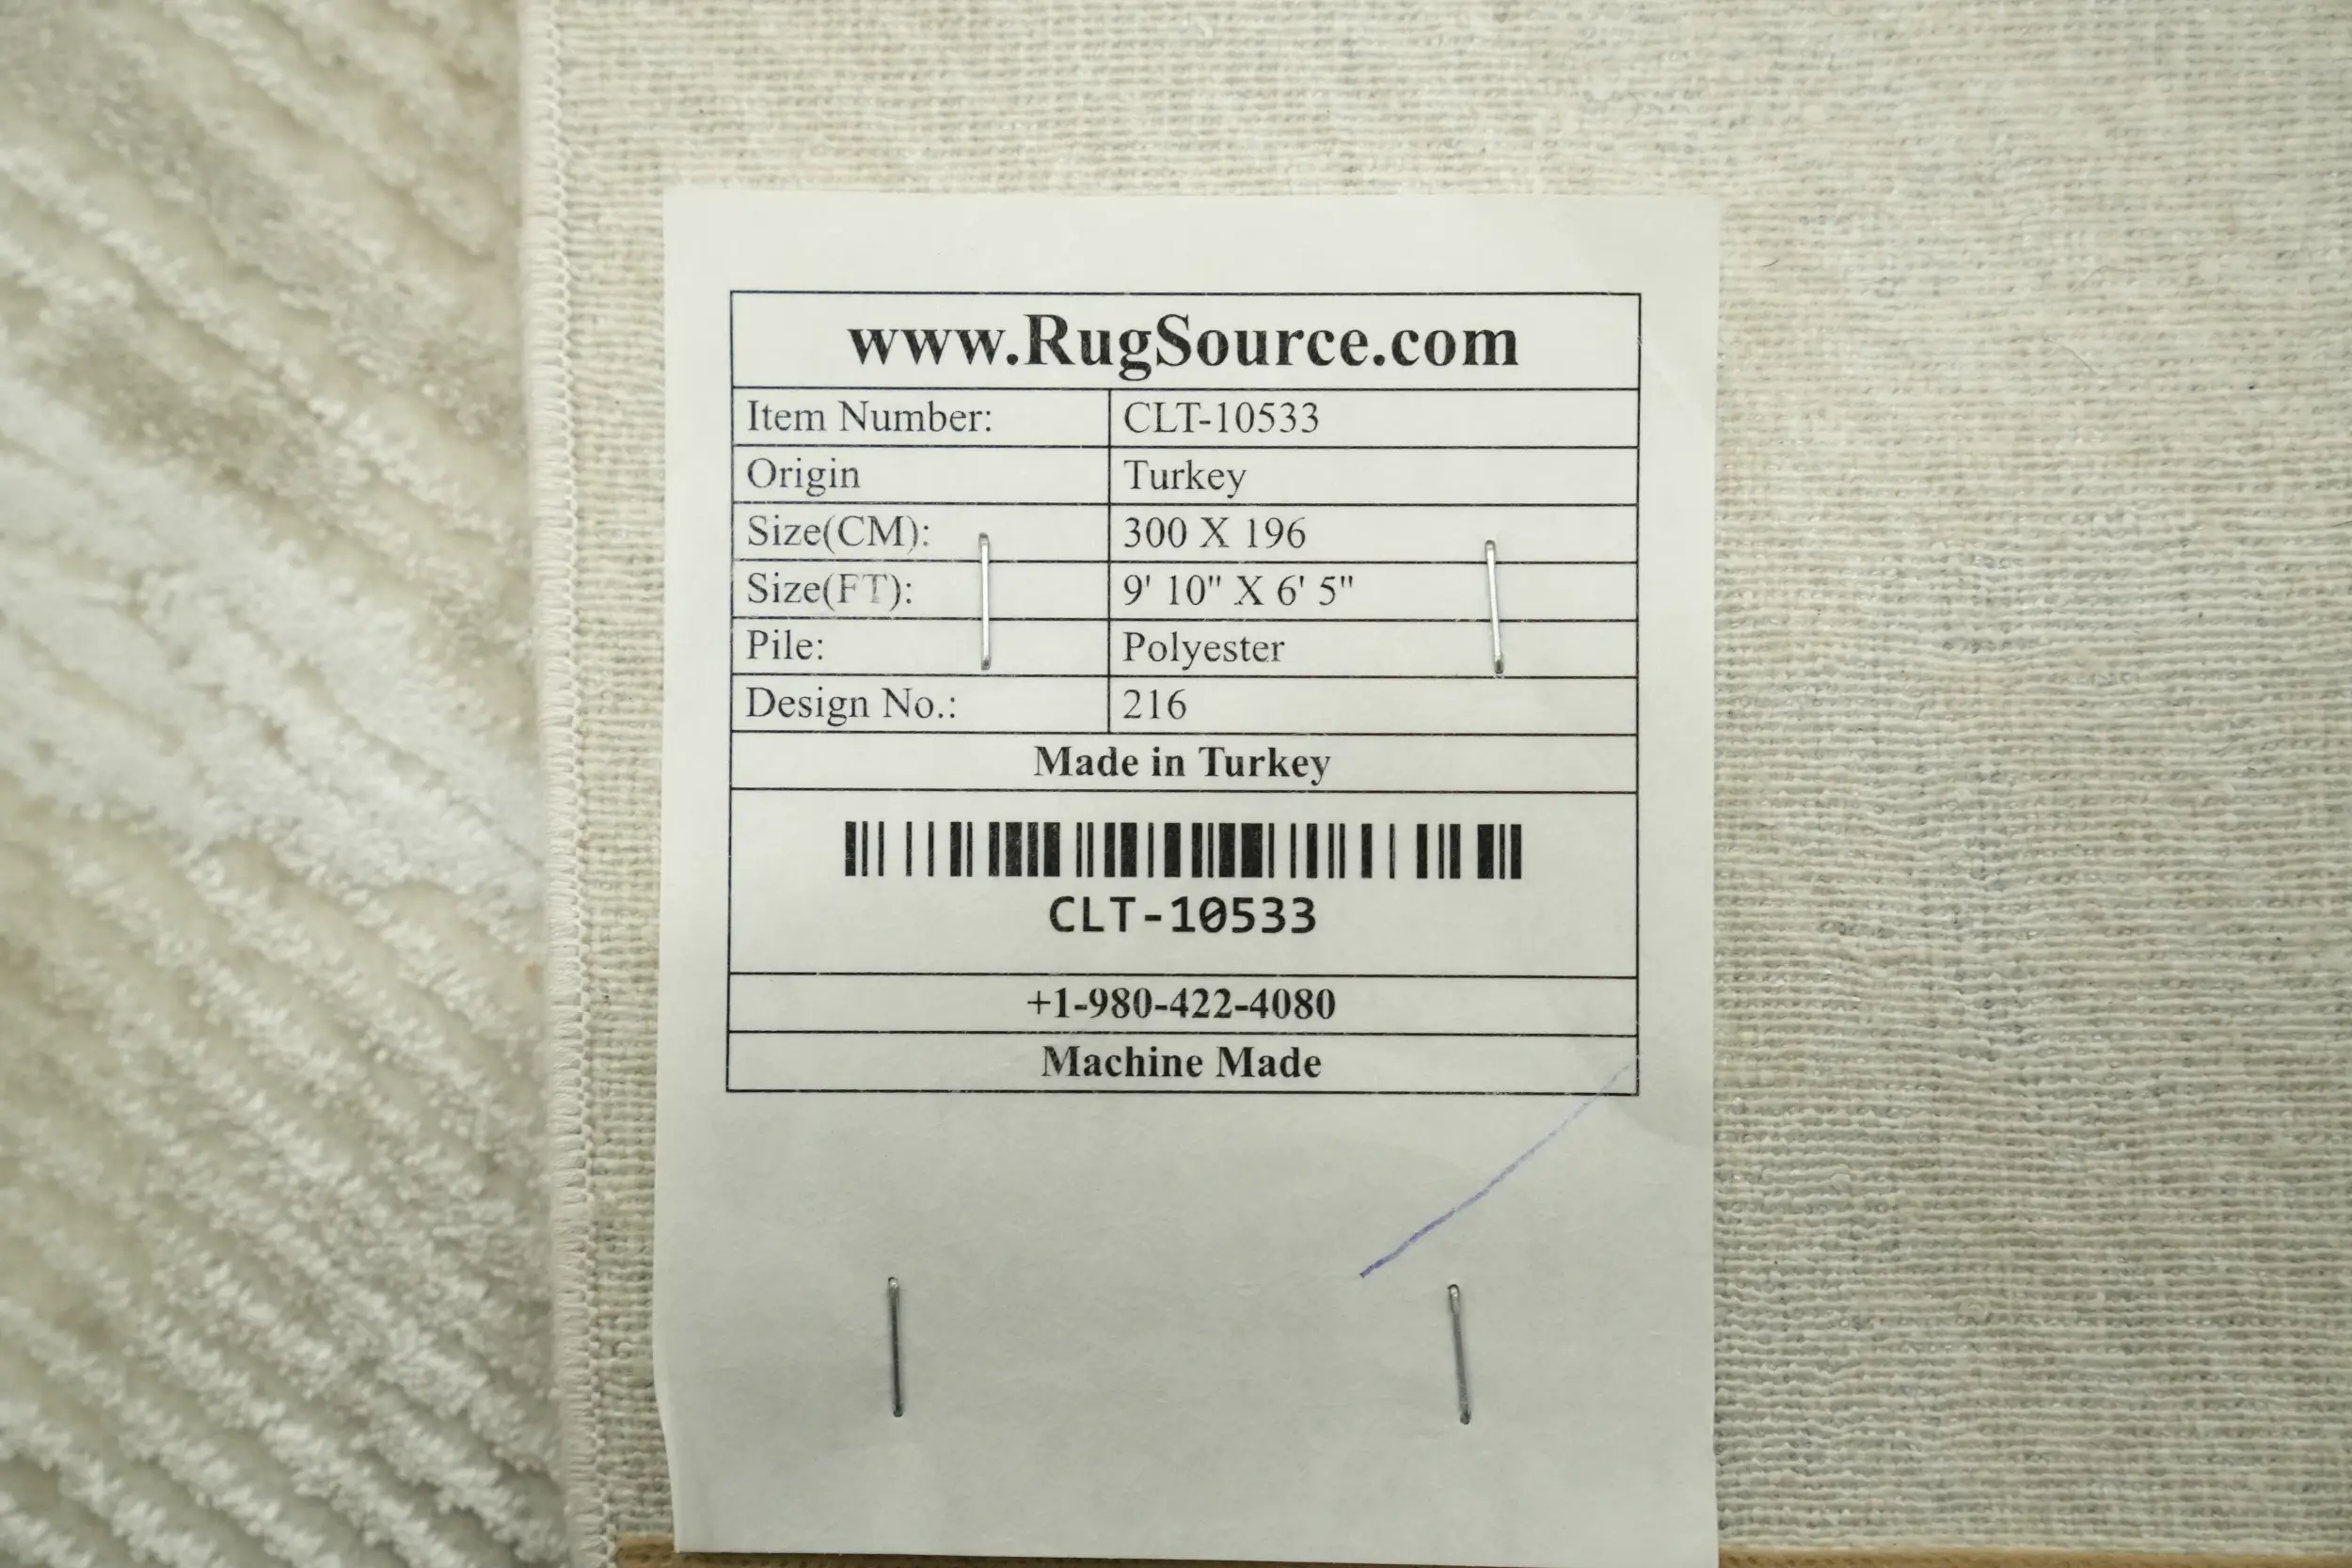 www.RugSource.com
Item Number: CLT-10533
Origin Turkey
Size(CM): 300 X 196
Size(FT): 9' 10" X 6' 5"
Pile: Polyester
Design No.: 216
Made in Turkey
CLT-10533
+1-980-422-4080
Machine Made